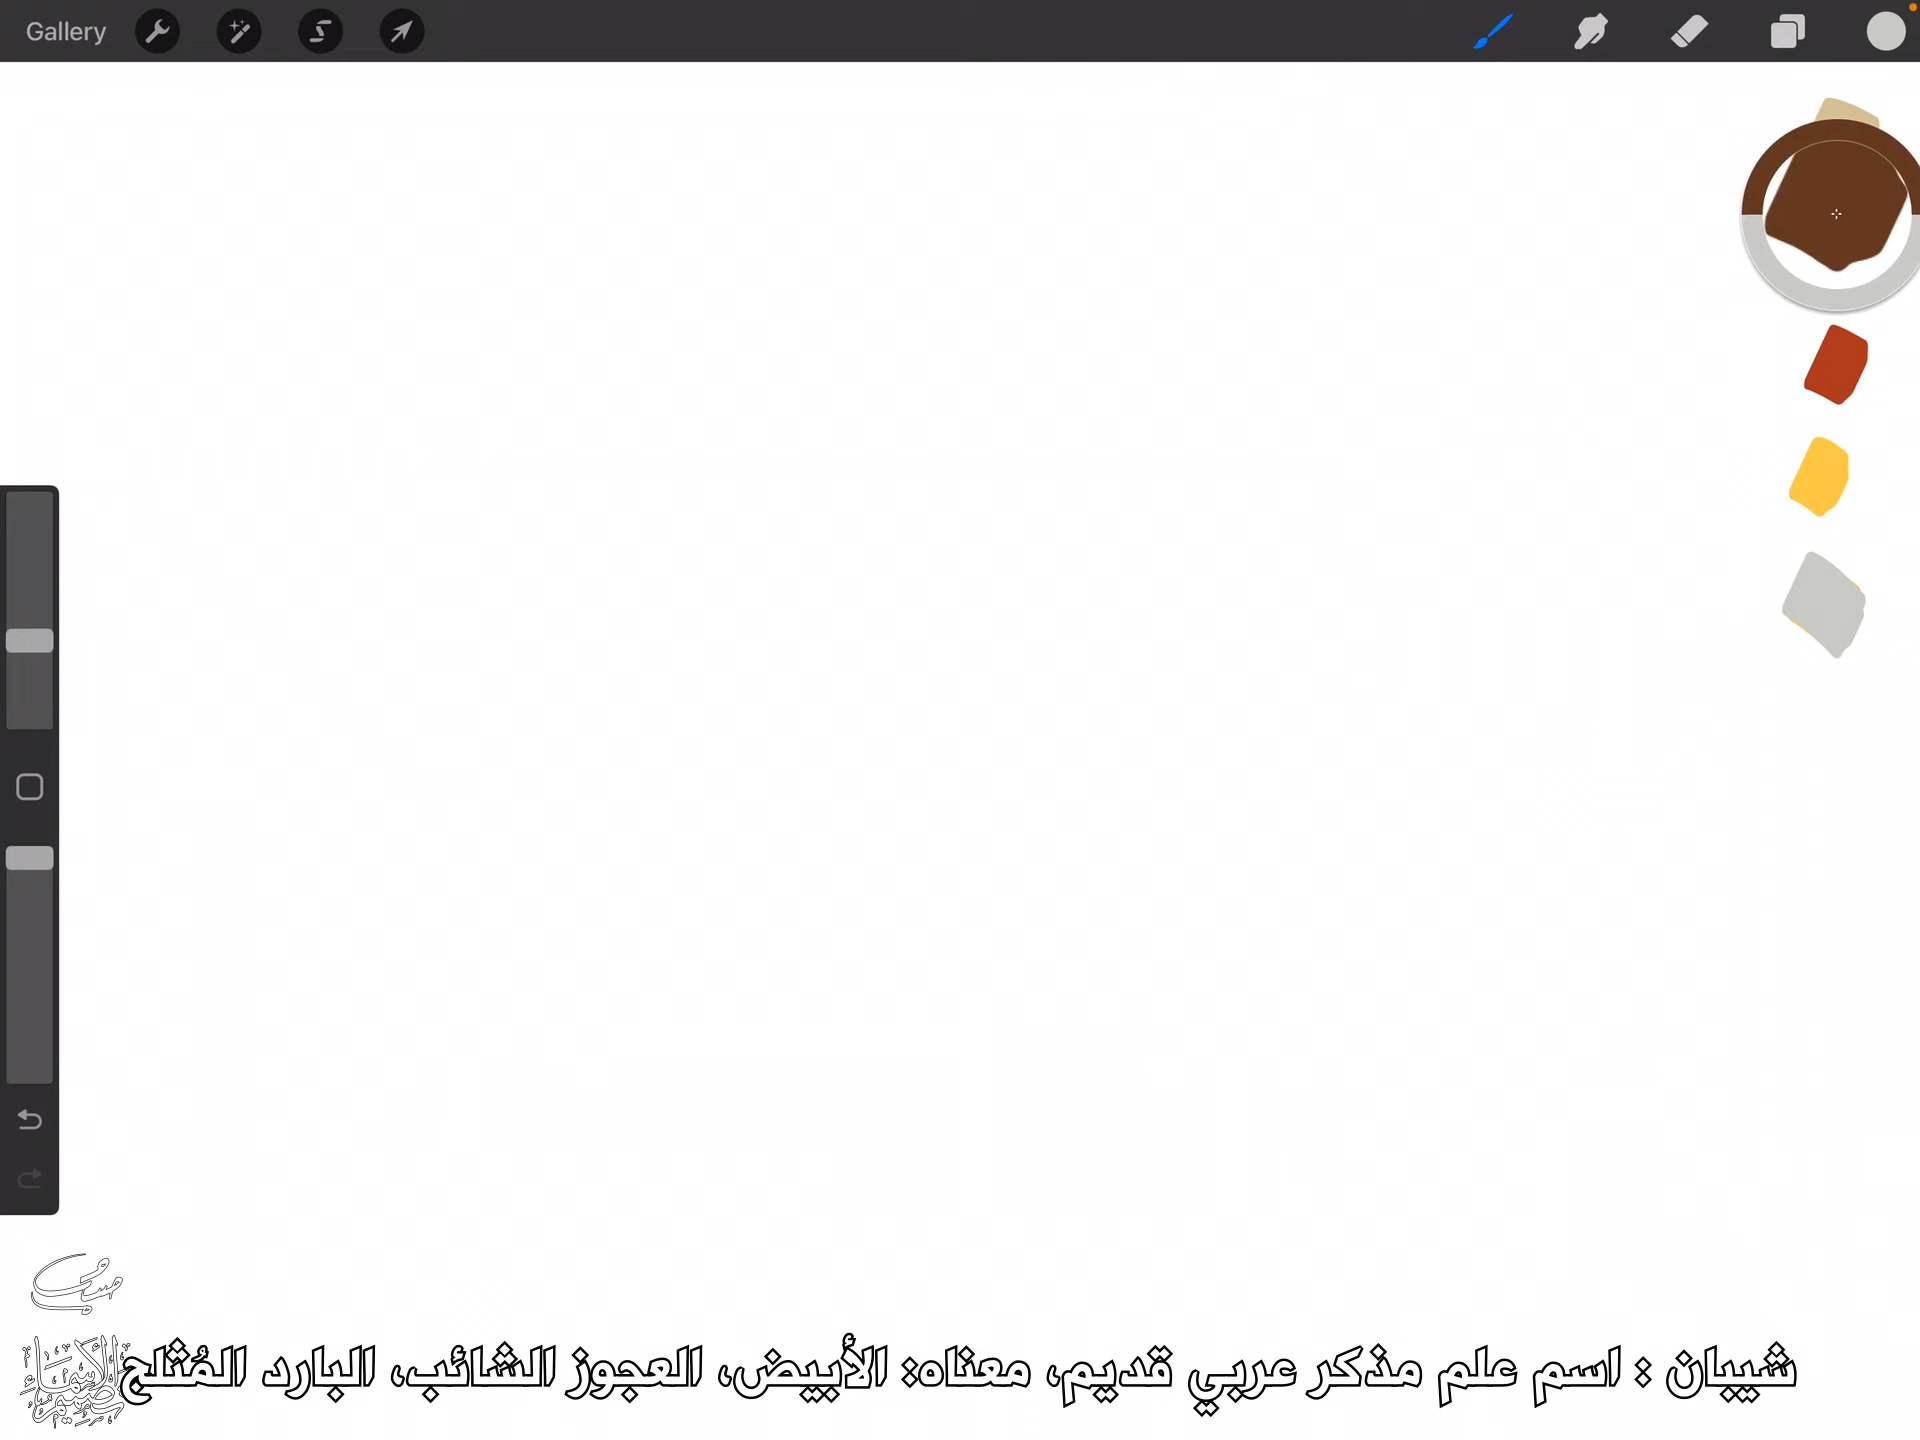 Gallery
شيبان : اسم علم مذكر عربي قديم، معناه: الأبيض، العجوز الشائب، البارد المُثلج